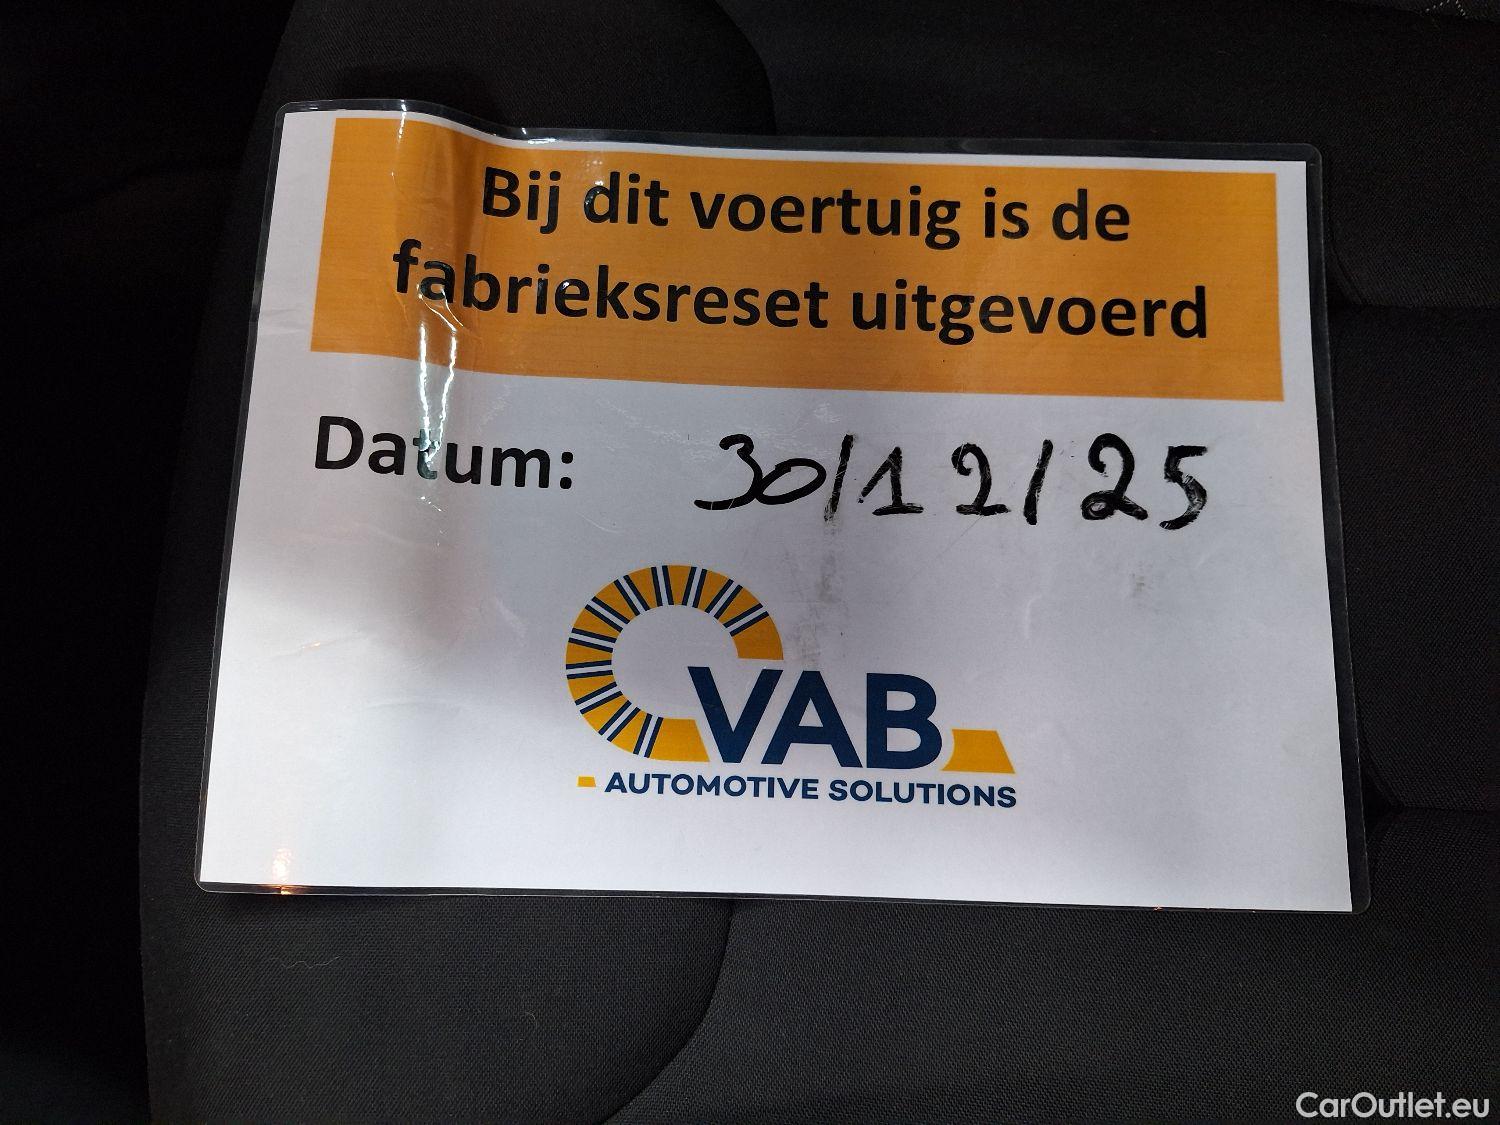 Bij dit voertuig is de
fabrieksreset uitgevoerd
Datum: 30/12/25
VAB
AUTOMOTIVE SOLUTIONS
CarOutlet.eu